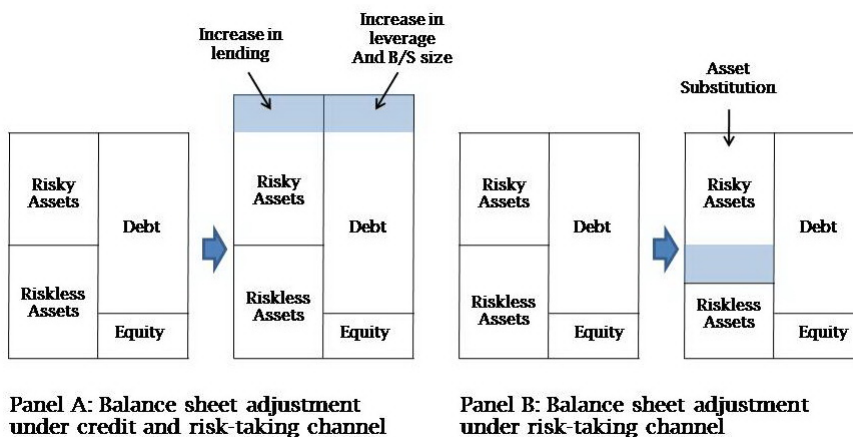 Increase in
lending
Increase in
leverage
And B/S size
Risky
Assets
Riskless
Assets
Debt
Equity
Risky
Assets
Riskless
Assets
Debt
Equity
Panel A: Balance sheet adjustment
under credit and risk-taking channel
Asset
Substitution
Risky
Assets
Riskless
Assets
Debt
Equity
Risky
Assets
Riskless
Assets
Debt
Equity
Panel B: Balance sheet adjustment
under risk-taking channel